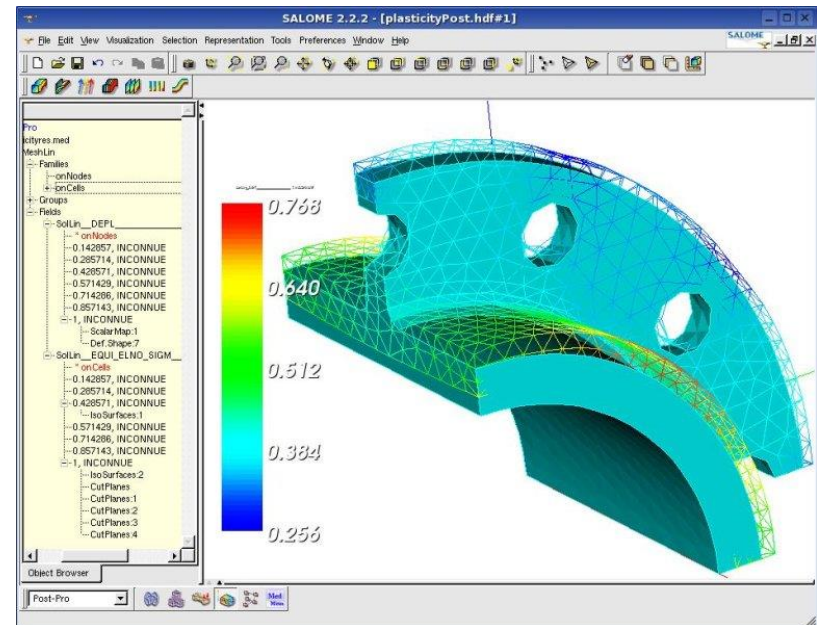 SALOME 2.2.2 - [plasticityPost.hdf#1]
File Edit View Visualization Selection Representation Tools Preferences Window Help
SALOME
Pro
icityres.med
MeshLin
Families
onNodes
onCells
Groups
Fields
SolLin__DEPL____________
* onNodes
0.142857, INCONNUE
0.285714, INCONNUE
0.428571, INCONNUE
0.571429, INCONNUE
0.714286, INCONNUE
0.857143, INCONNUE
1, INCONNUE
ScalarMap:1
Def.Shape:7
SolLin__EQUI_ELNO_SIGM__
* onCells
0.142857, INCONNUE
0.285714, INCONNUE
0.428571, INCONNUE
IsoSurfaces:1
0.571429, INCONNUE
0.714286, INCONNUE
0.857143, INCONNUE
1, INCONNUE
IsoSurfaces:2
CutPlanes
CutPlanes:1
CutPlanes:2
CutPlanes:3
CutPlanes:4
Object Browser
0.768
0.640
0.512
0.384
0.256
Post-Pro
Med